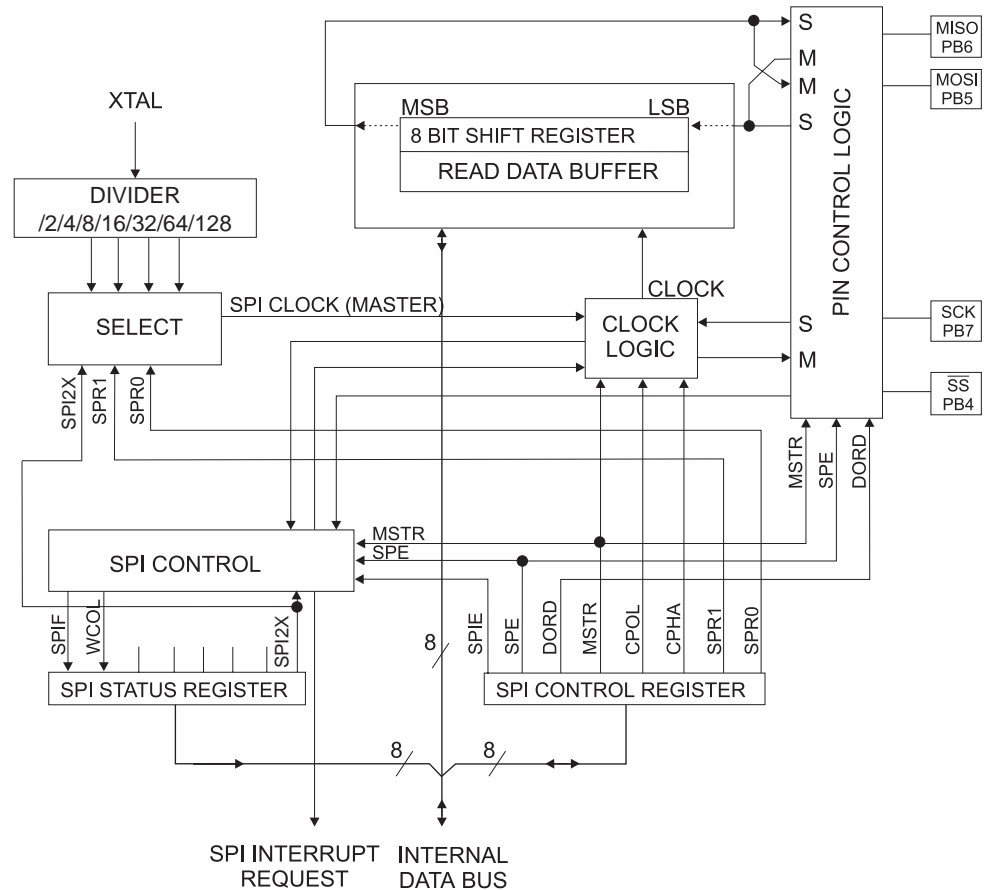 S
MISO
PB6
M
M
MOSI
PB5
S
PIN CONTROL LOGIC
XTAL
MSB
LSB
8 BIT SHIFT REGISTER
READ DATA BUFFER
DIVIDER
/2/4/8/16/32/64/128
SPI CLOCK (MASTER)
CLOCK
SELECT
CLOCK
LOGIC
S
M
SCK
PB7
SS
PB4
SPI2X
SPR1
SPR0
MSTR
SPE
DORD
SPI CONTROL
MSTR
SPE
SPIF
WCOL
SPI2X
8
SPIE
SPE
DORD
MSTR
CPOL
CPHA
SPR1
SPR0
SPI STATUS REGISTER
SPI CONTROL REGISTER
8
8
SPI INTERRUPT
REQUEST
INTERNAL
DATA BUS